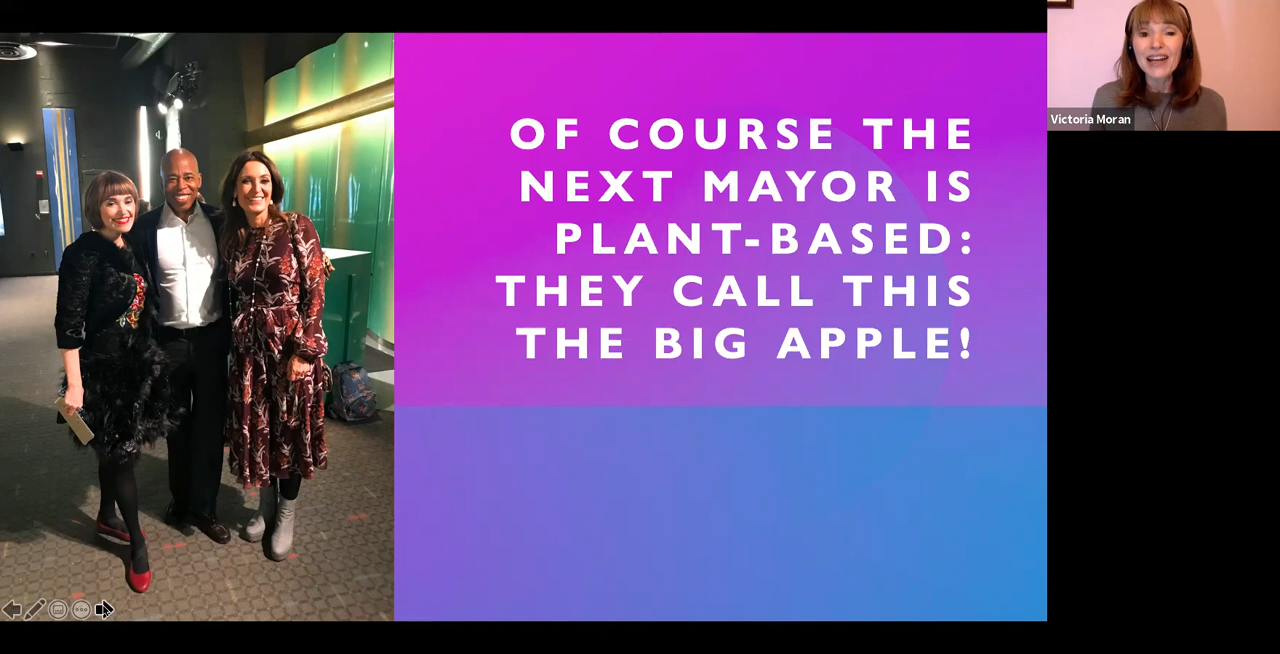 OF COURSE THE
NEXT MAYOR IS
PLANT-BASED:
THEY CALL THIS
THE BIG APPLE!
Victoria Moran